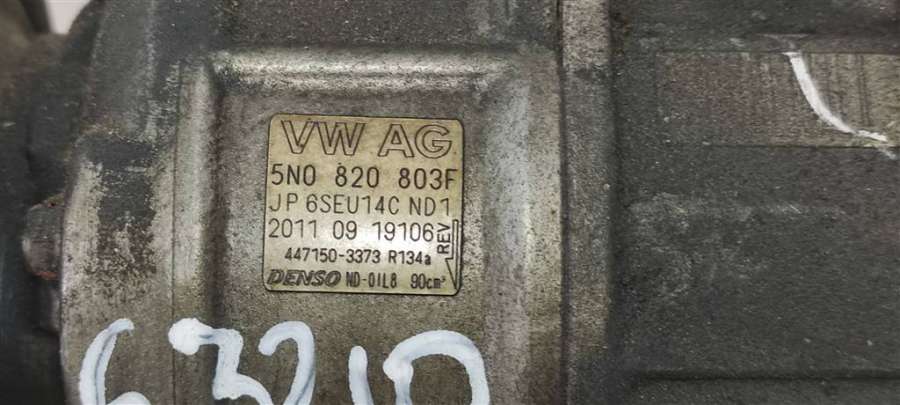 VW AG
5N0 820 803F
JP 6SEU14C ND1
2011 09 19106
REV
447150-3373 R134a
DENSO ND-OIL8 90cm³